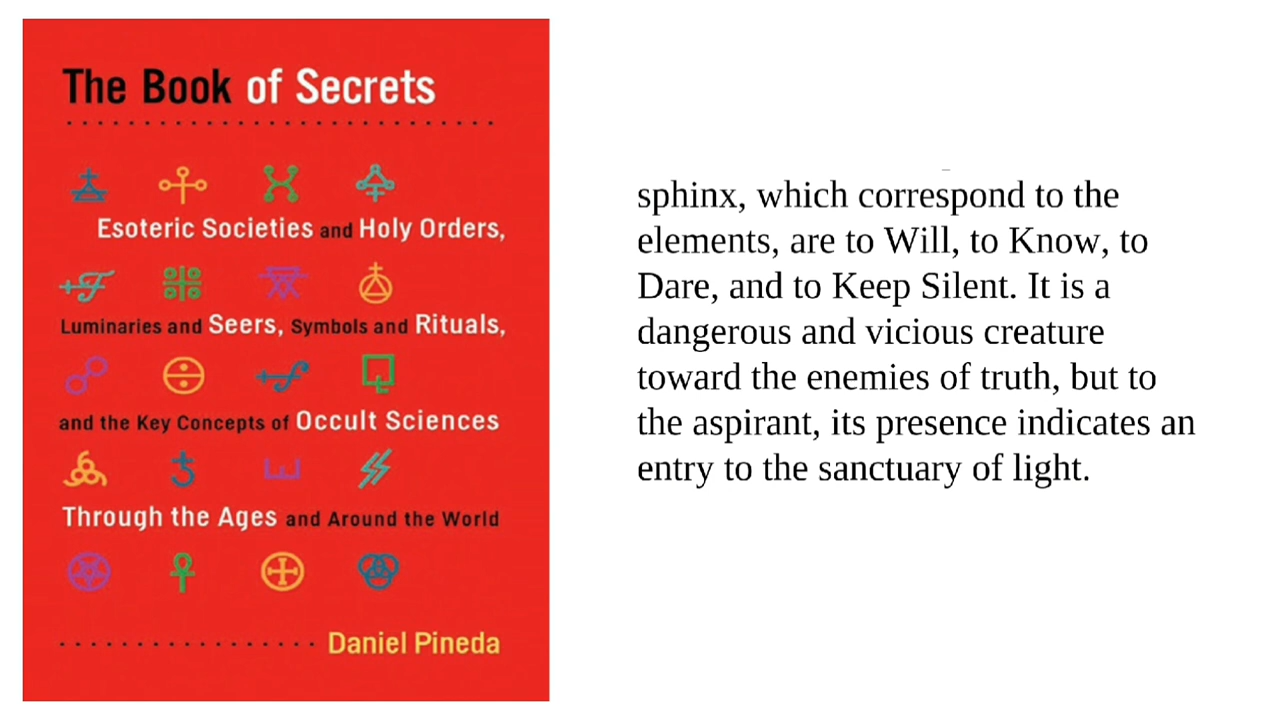 The Book of Secrets
Esoteric Societies and Holy Orders,
Luminaries and Seers, Symbols and Rituals,
and the Key Concepts of Occult Sciences
Through the Ages and Around the World
Daniel Pineda
sphinx, which correspond to the
elements, are to Will, to Know, to
Dare, and to Keep Silent. It is a
dangerous and vicious creature
toward the enemies of truth, but to
the aspirant, its presence indicates an
entry to the sanctuary of light.